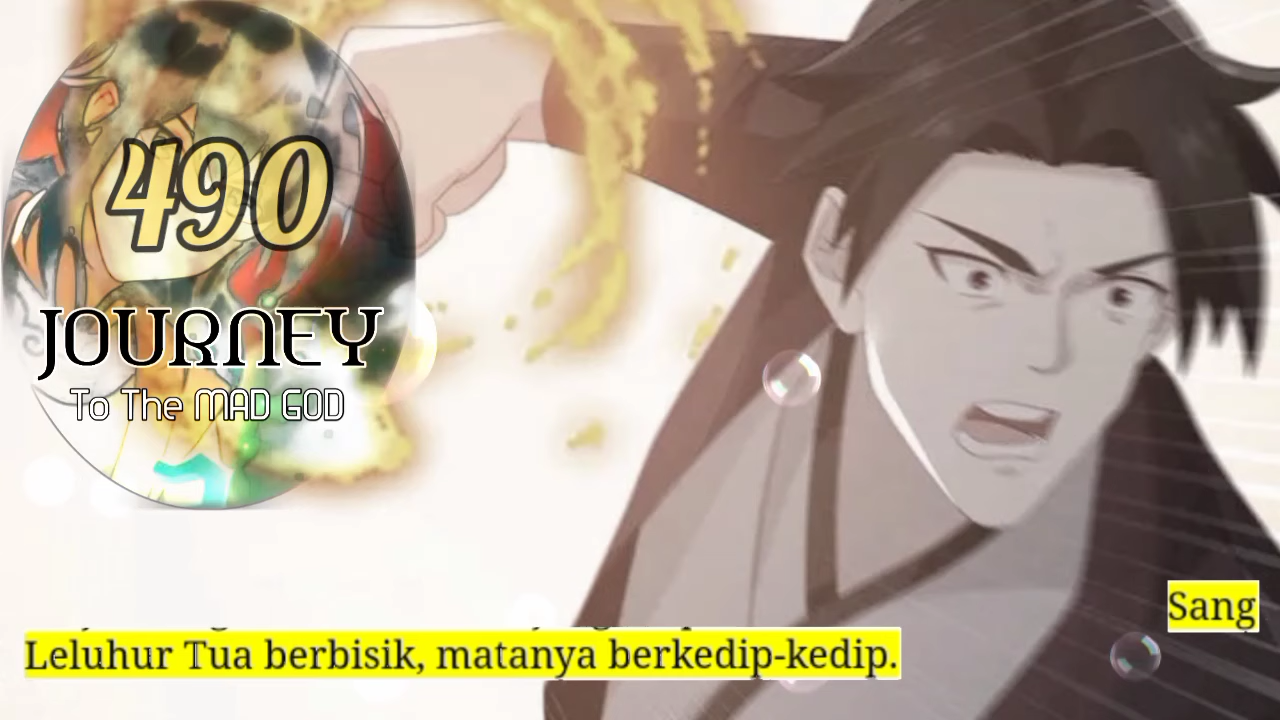 490
JOURNEY
To The MAD GOD
Sang
Leluhur Tua berbisik, matanya berkedip-kedip.